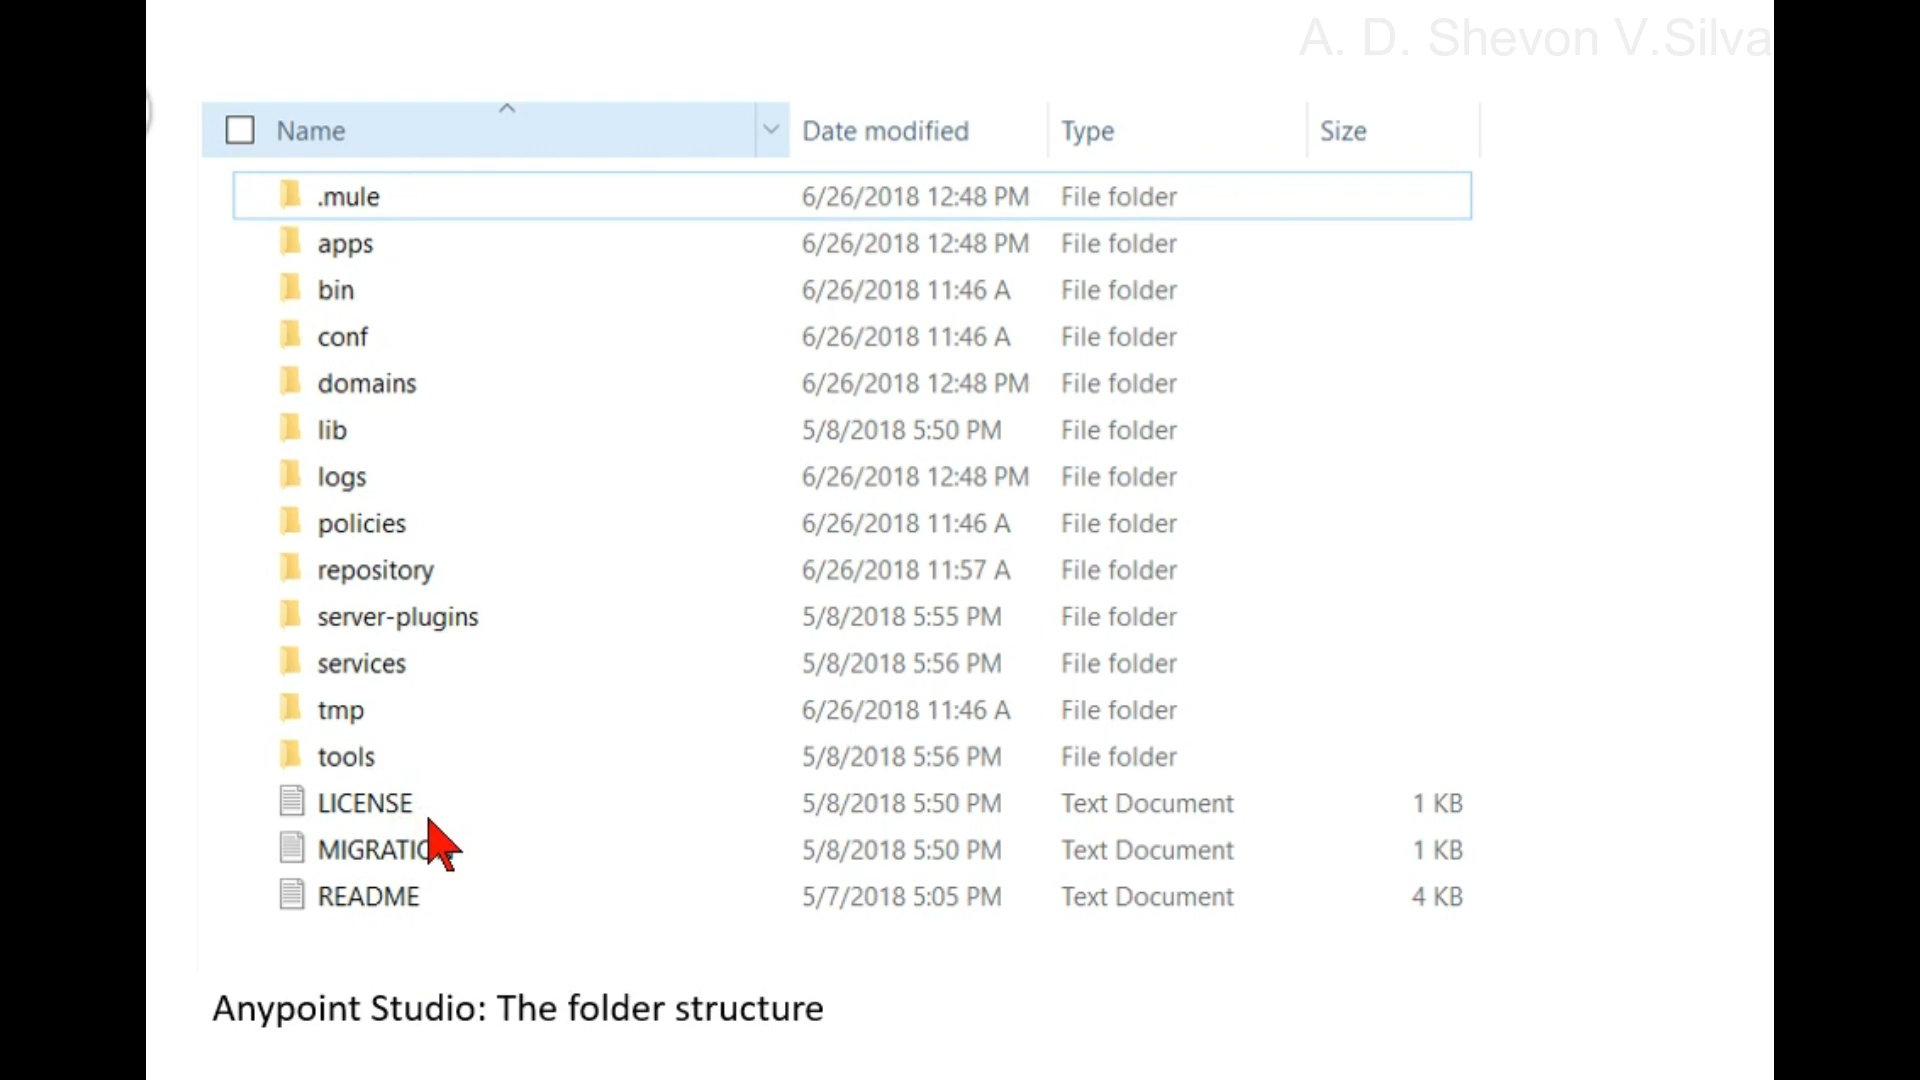 A. D. Shevon V.Silva
Name Date modified Type Size
.mule 6/26/2018 12:48 PM File folder
apps 6/26/2018 12:48 PM File folder
bin 6/26/2018 11:46 A File folder
conf 6/26/2018 11:46 A File folder
domains 6/26/2018 12:48 PM File folder
lib 5/8/2018 5:50 PM File folder
logs 6/26/2018 12:48 PM File folder
policies 6/26/2018 11:46 A File folder
repository 6/26/2018 11:57 A File folder
server-plugins 5/8/2018 5:55 PM File folder
services 5/8/2018 5:56 PM File folder
tmp 6/26/2018 11:46 A File folder
tools 5/8/2018 5:56 PM File folder
LICENSE 5/8/2018 5:50 PM Text Document 1 KB
MIGRATION 5/8/2018 5:50 PM Text Document 1 KB
README 5/7/2018 5:05 PM Text Document 4 KB
Anypoint Studio: The folder structure